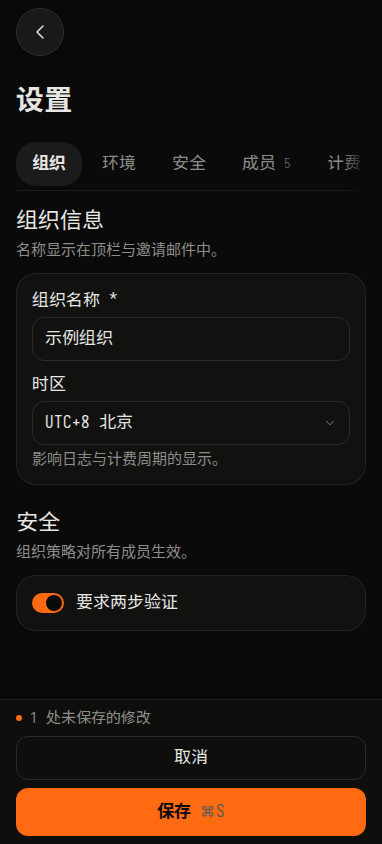 设置
组织 环境 安全 成员 5 计费
组织信息
名称显示在顶栏与邀请邮件中。
组织名称 *
示例组织
时区
UTC+8 北京
影响日志与计费周期的显示。
安全
组织策略对所有成员生效。
要求两步验证
1 处未保存的修改
取消
保存 ⌘S